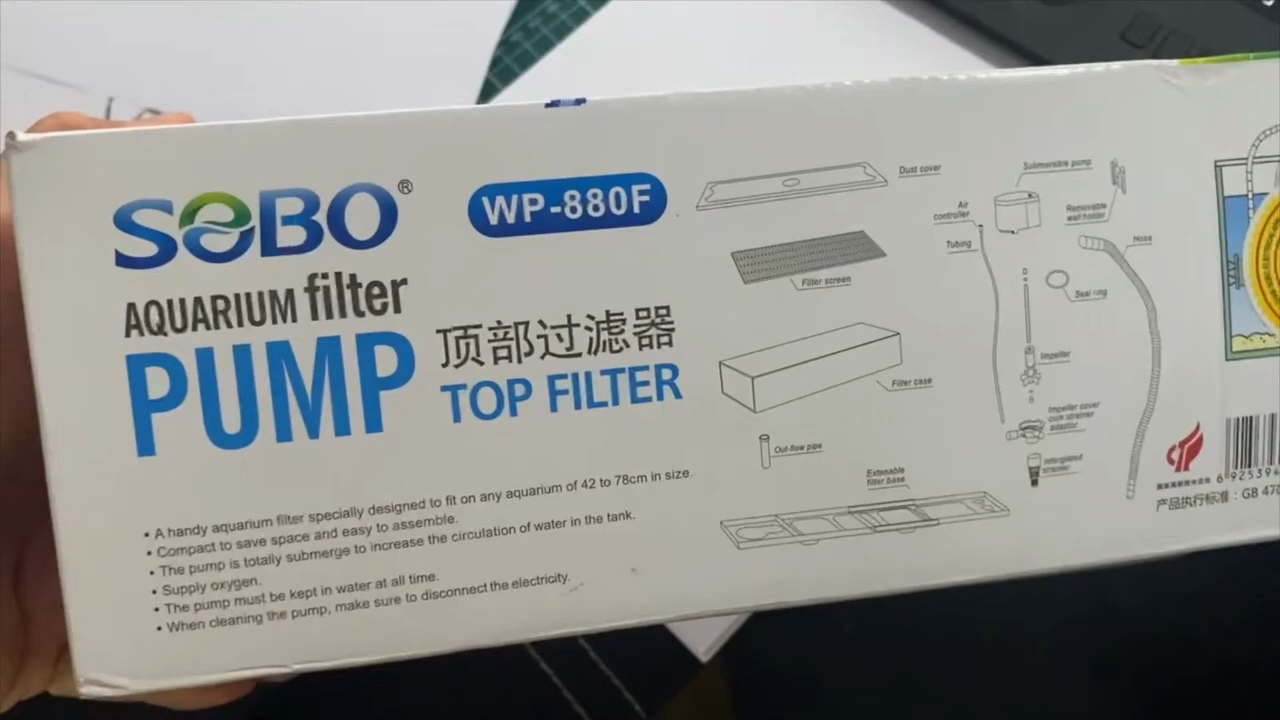 SOBO®
WP-880F
AQUARIUM filter
PUMP
顶部过滤器
TOP FILTER
• A handy aquarium filter specially designed to fit on any aquarium of 42 to 78cm in size.
• Compact to save space and easy to assemble.
• The pump is totally submerge to increase the circulation of water in the tank.
• Supply oxygen.
• The pump must be kept in water at all time.
• When cleaning the pump, make sure to disconnect the electricity.
Dust cover
Filter screen
Filter case
Out-flow pipe
Extenable
filter base
Submersible pump
Air
controller
Removable
wall holder
Tubing
Hose
Seal ring
Impeller
Impeller cover
cum strainer
adaptor
strainer
6 92539
产品执行标准：GB 470